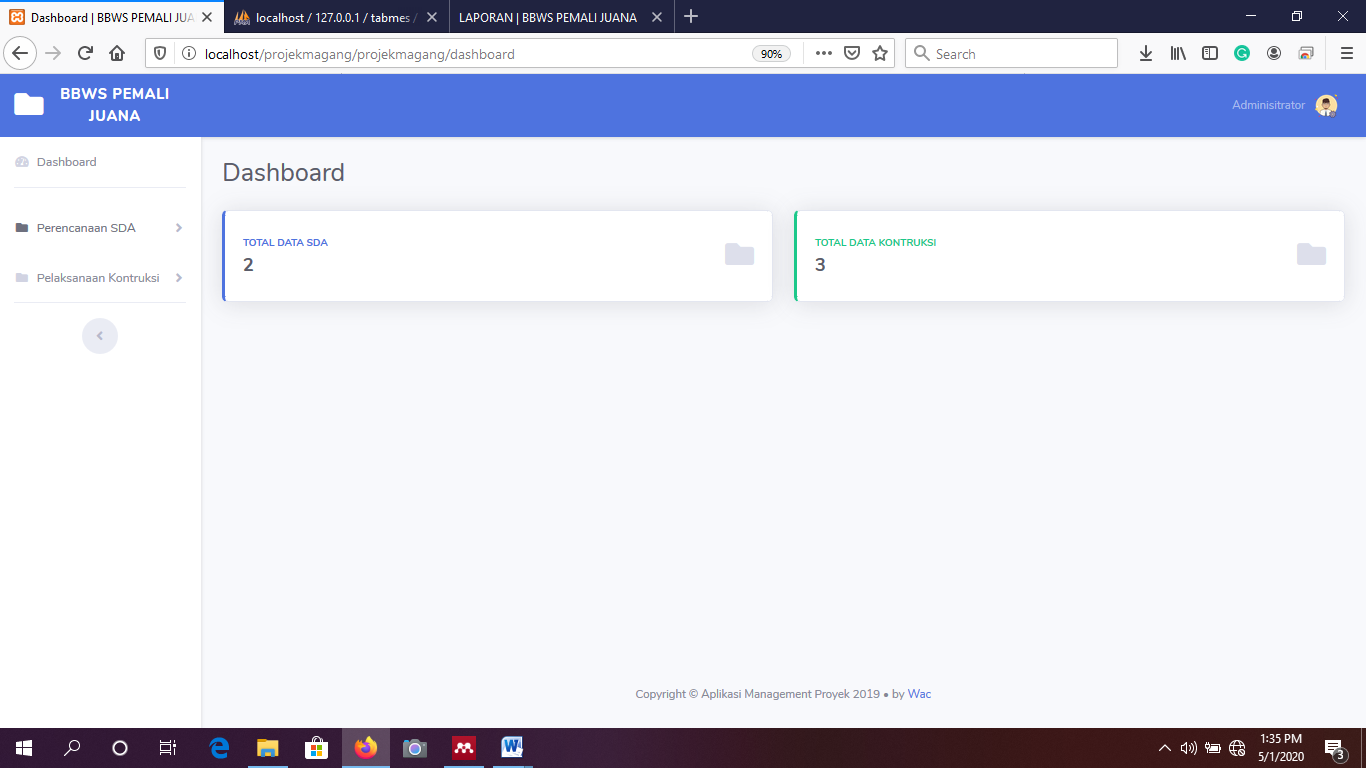 Dashboard | BBWS PEMALI JUA
localhost / 127.0.0.1 / tabmes /
LAPORAN | BBWS PEMALI JUANA
localhost/projekmagang/projekmagang/dashboard
90%
Search
BBWS PEMALI
JUANA
Adminisitrator
Dashboard
Perencanaan SDA
Pelaksanaan Kontruksi
Dashboard
TOTAL DATA SDA
2
TOTAL DATA KONTRUKSI
3
Copyright © Aplikasi Management Proyek 2019 • by Wac
1:35 PM
5/1/2020
3